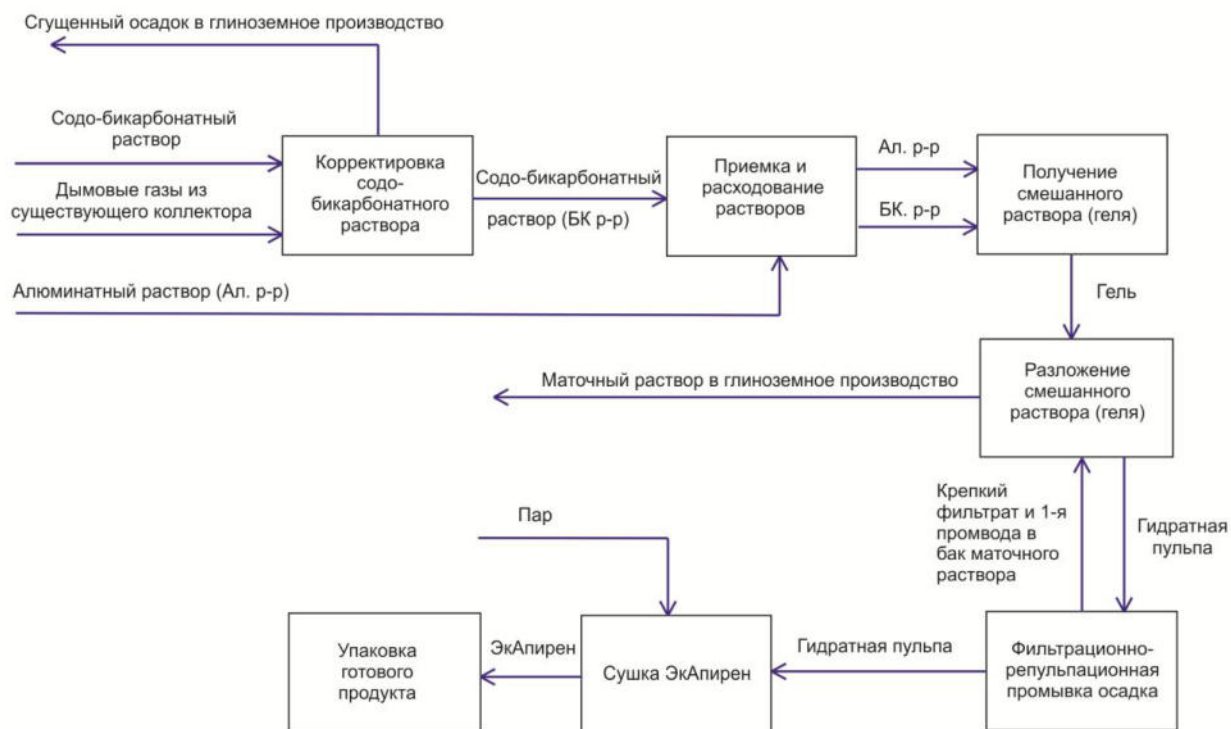 Сгущенный осадок в глиноземное производство
Содо-бикарбонатный
раствор
Дымовые газы из
существующего коллектора
Корректировка
содо-
бикарбонатного
раствора
Содо-бикарбонатный
раствор (БК р-р)
Приемка и
расходование
растворов
Ал. р-р
БК. р-р
Получение
смешанного
раствора (геля)
Алюминатный раствор (Ал. р-р)
Гель
Маточный раствор в глиноземное производство
Разложение
смешанного
раствора (геля)
Крепкий
фильтрат и 1-я
промвода в
бак маточного
раствора
Гидратная
пульпа
Пар
Упаковка
готового
продукта
ЭкАпирен
Сушка ЭкАпирен
Гидратная пульпа
Фильтрационно-
репульпационная
промывка осадка